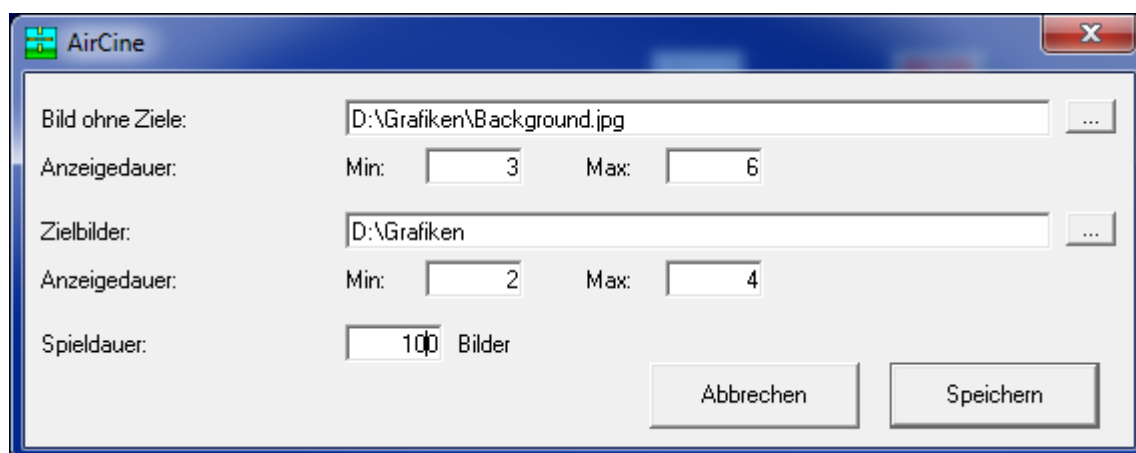 AirCine
Bild ohne Ziele: D:\Grafiken\Background.jpg ...
Anzeigedauer: Min: 3 Max: 6
Zielbilder: D:\Grafiken ...
Anzeigedauer: Min: 2 Max: 4
Spieldauer: 100 Bilder
Abbrechen Speichern